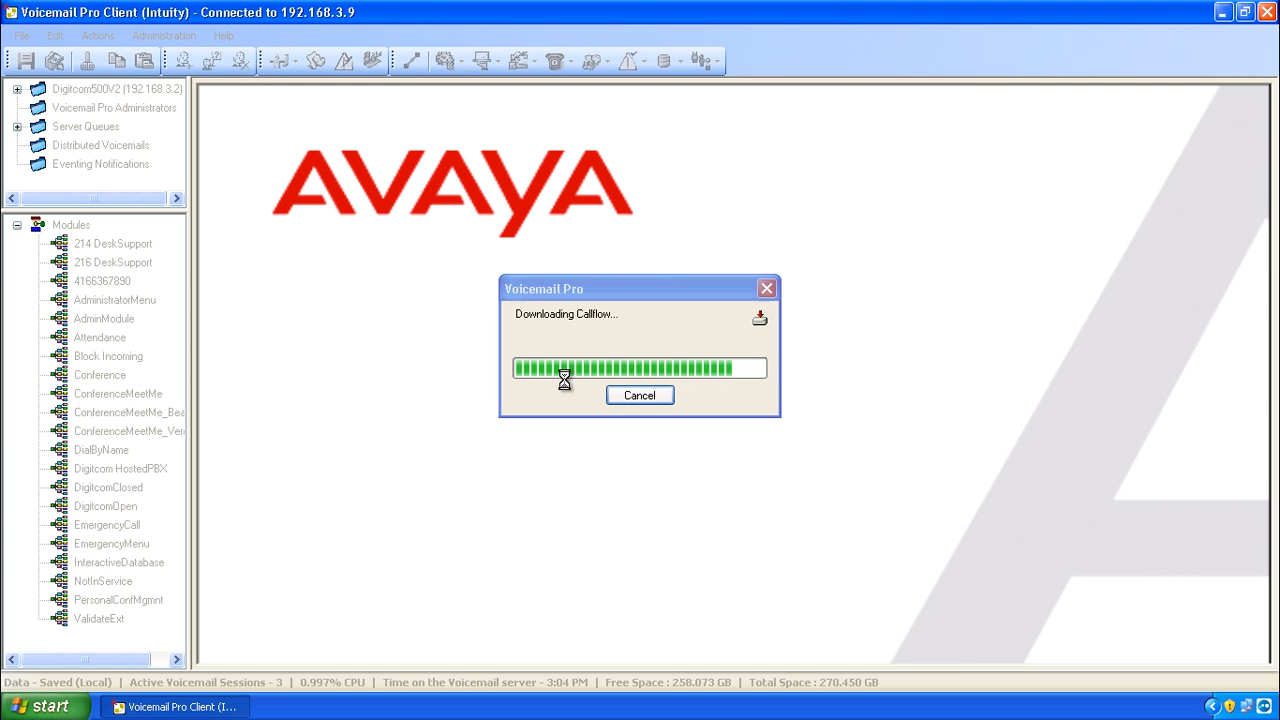 Voicemail Pro Client (Intuity) - Connected to 192.168.3.9
File Edit Actions Administration Help
Digitcom500V2 (192.168.3.2)
Voicemail Pro Administrators
Server Queues
Distributed Voicemails
Eventing Notifications
Modules
214 DeskSupport
216 DeskSupport
4166367890
AdministratorMenu
AdminModule
Attendance
Block Incoming
Conference
ConferenceMeetMe
ConferenceMeetMe_Bea
ConferenceMeetMe_Ver
DialByName
Digitcom HostedPBX
DigitcomClosed
DigitcomOpen
EmergencyCall
EmergencyMenu
InteractiveDatabase
NotInService
PersonalConfMgmnt
ValidateExt
AVAYA
Voicemail Pro
Downloading Callflow...
Cancel
Data - Saved (Local) | Active Voicemail Sessions - 3 | 0.997% CPU | Time on the Voicemail server - 3:04 PM | Free Space : 258.073 GB | Total Space : 270.450 GB
start
Voicemail Pro Client (I...